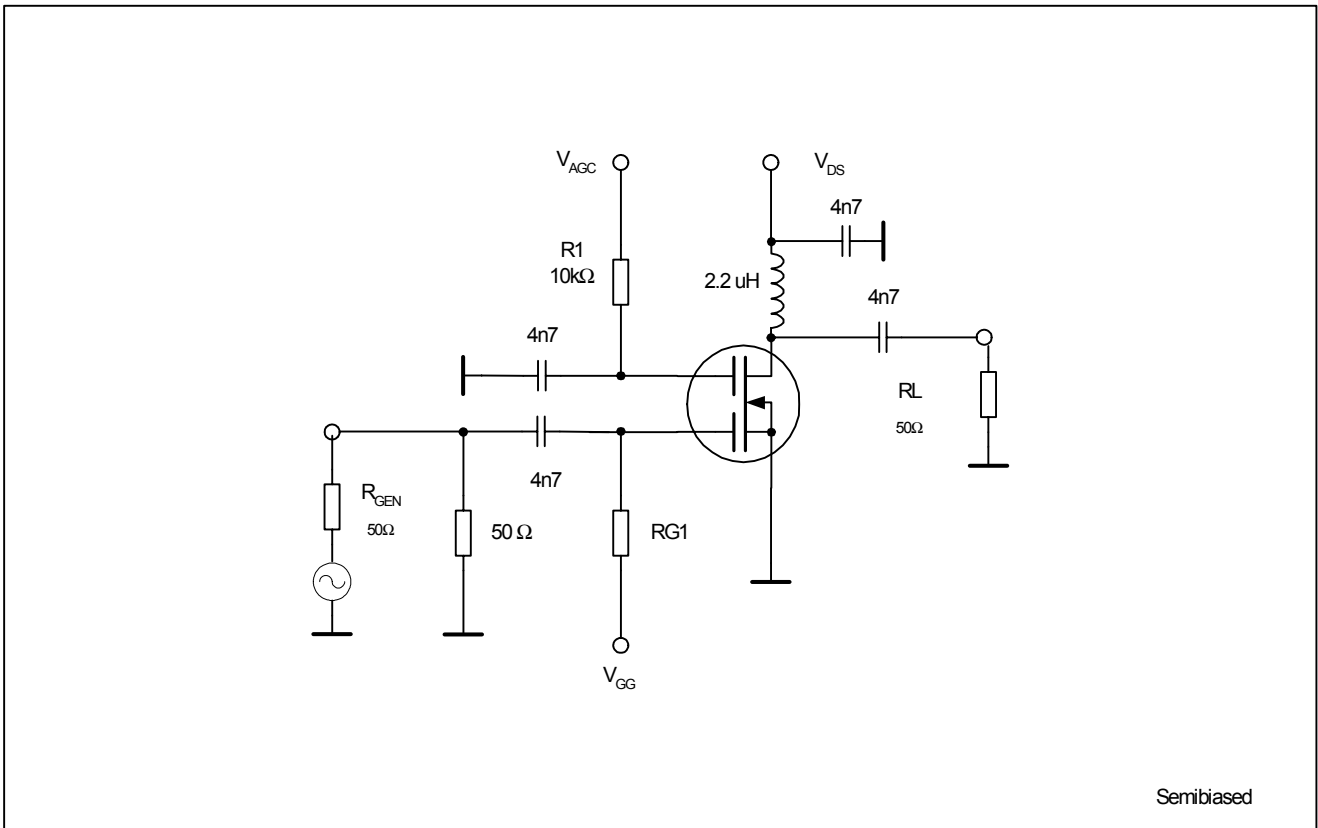 V_AGC
V_DS
4n7
R1
10kΩ
2.2 uH
4n7
4n7
RL
50Ω
4n7
R_GEN
50Ω
50 Ω
RG1
V_GG
Semibiased